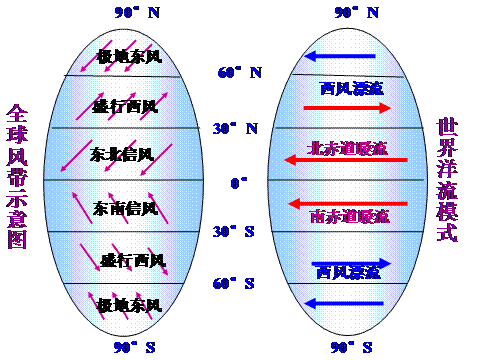 90°N
90°N
极地东风
60°N
西风漂流
盛行西风
30°N
东北信风
北赤道暖流
0°
东南信风
南赤道暖流
30°S
盛行西风
西风漂流
60°S
极地东风
90°S
90°S
全球风带示意图
世界洋流模式